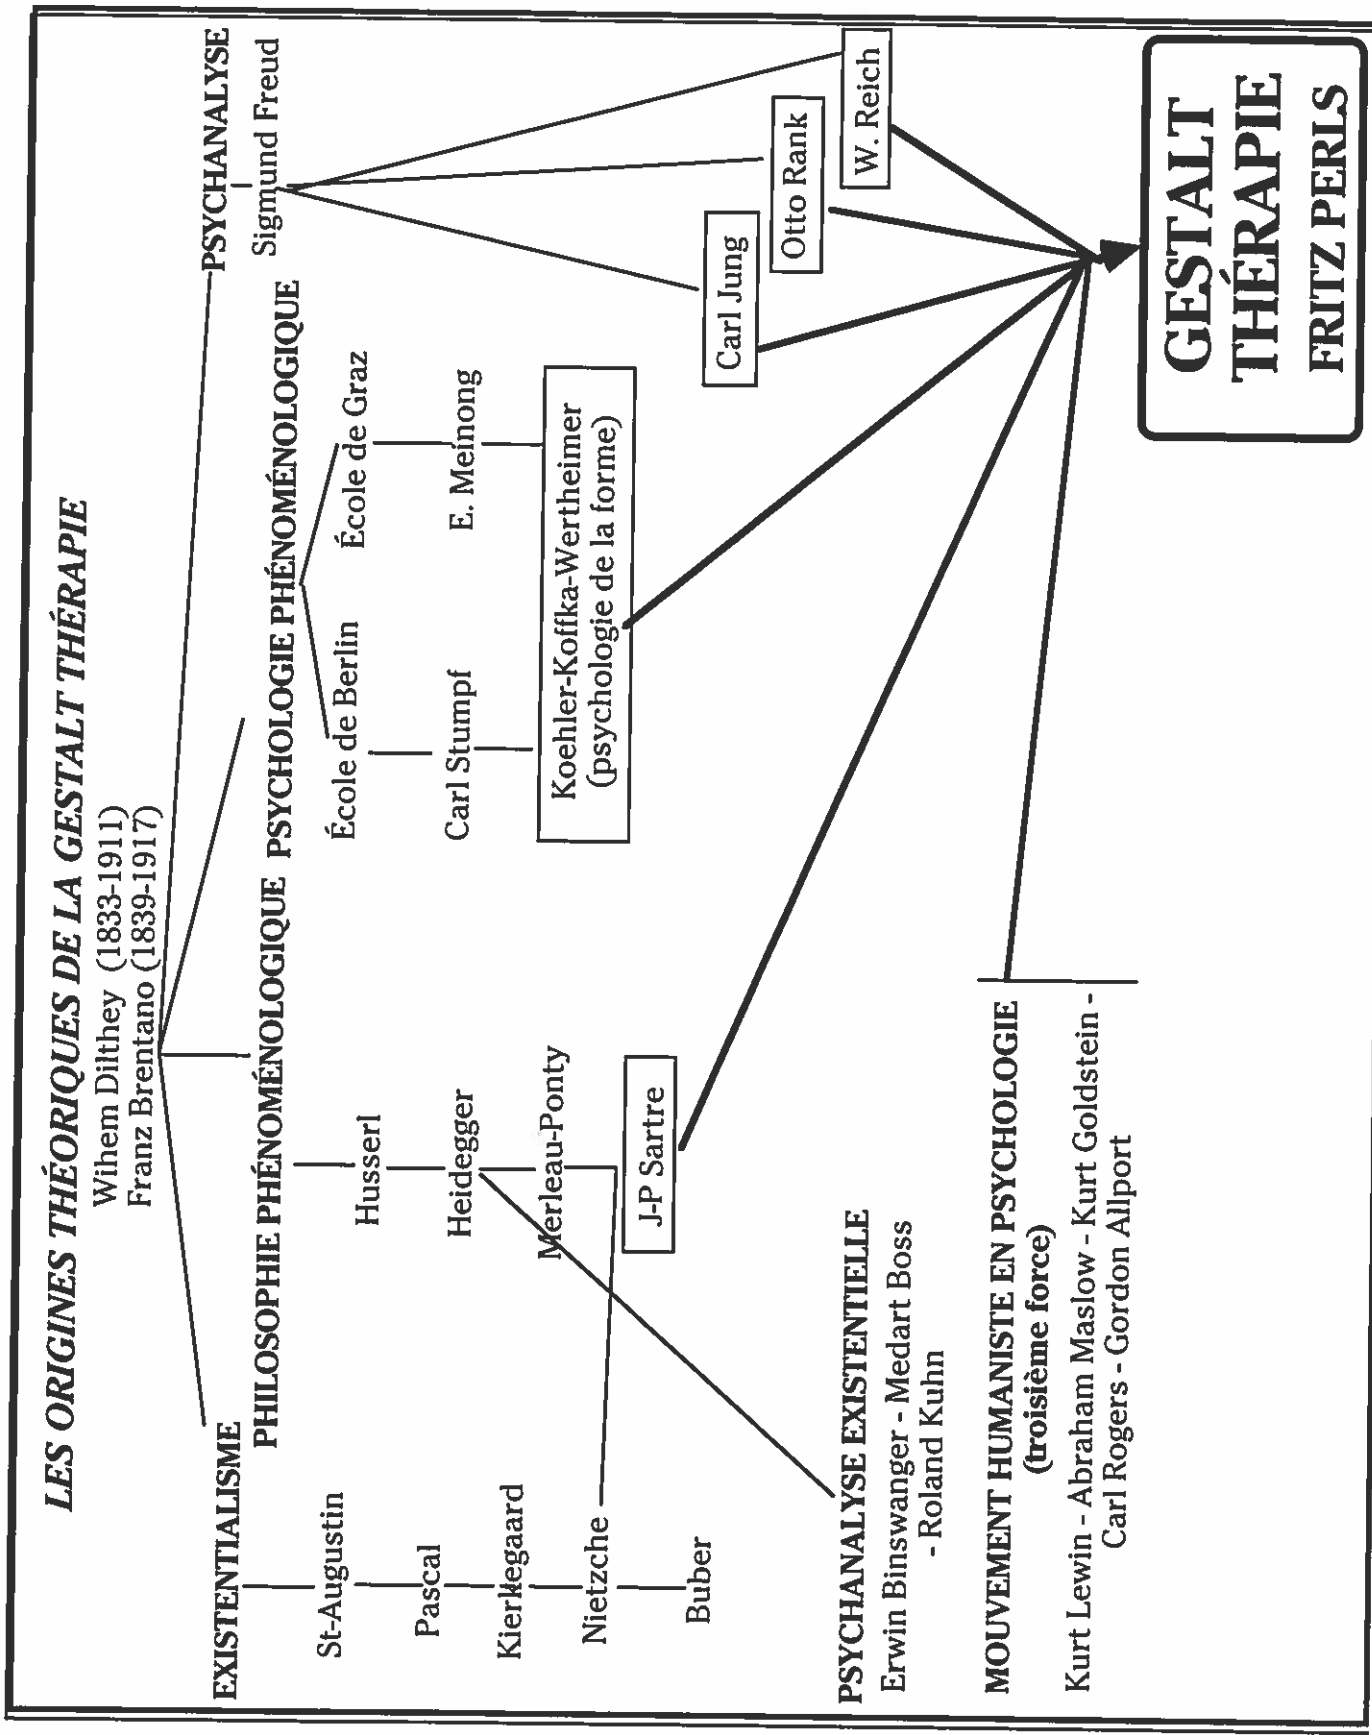 LES ORIGINES THÉORIQUES DE LA GESTALT THÉRAPIE
Wihem Dilthey (1833-1911)
Franz Brentano (1839-1917)
EXISTENTIALISME
St-Augustin
Pascal
Kierkegaard
Nietzche
Buber
PHILOSOPHIE PHÉNOMÉNOLOGIQUE
Husserl
Heidegger
Merleau-Ponty
J-P Sartre
PSYCHOLOGIE PHÉNOMÉNOLOGIQUE
École de Berlin
Carl Stumpf
École de Graz
E. Meinong
Koehler-Koffka-Wertheimer
(psychologie de la forme)
PSYCHANALYSE
Sigmund Freud
Carl Jung
Otto Rank
W. Reich
PSYCHANALYSE EXISTENTIELLE
Erwin Binswanger - Medart Boss
- Roland Kuhn
MOUVEMENT HUMANISTE EN PSYCHOLOGIE
(troisième force)
Kurt Lewin - Abraham Maslow - Kurt Goldstein -
Carl Rogers - Gordon Allport
GESTALT
THÉRAPIE
FRITZ PERLS